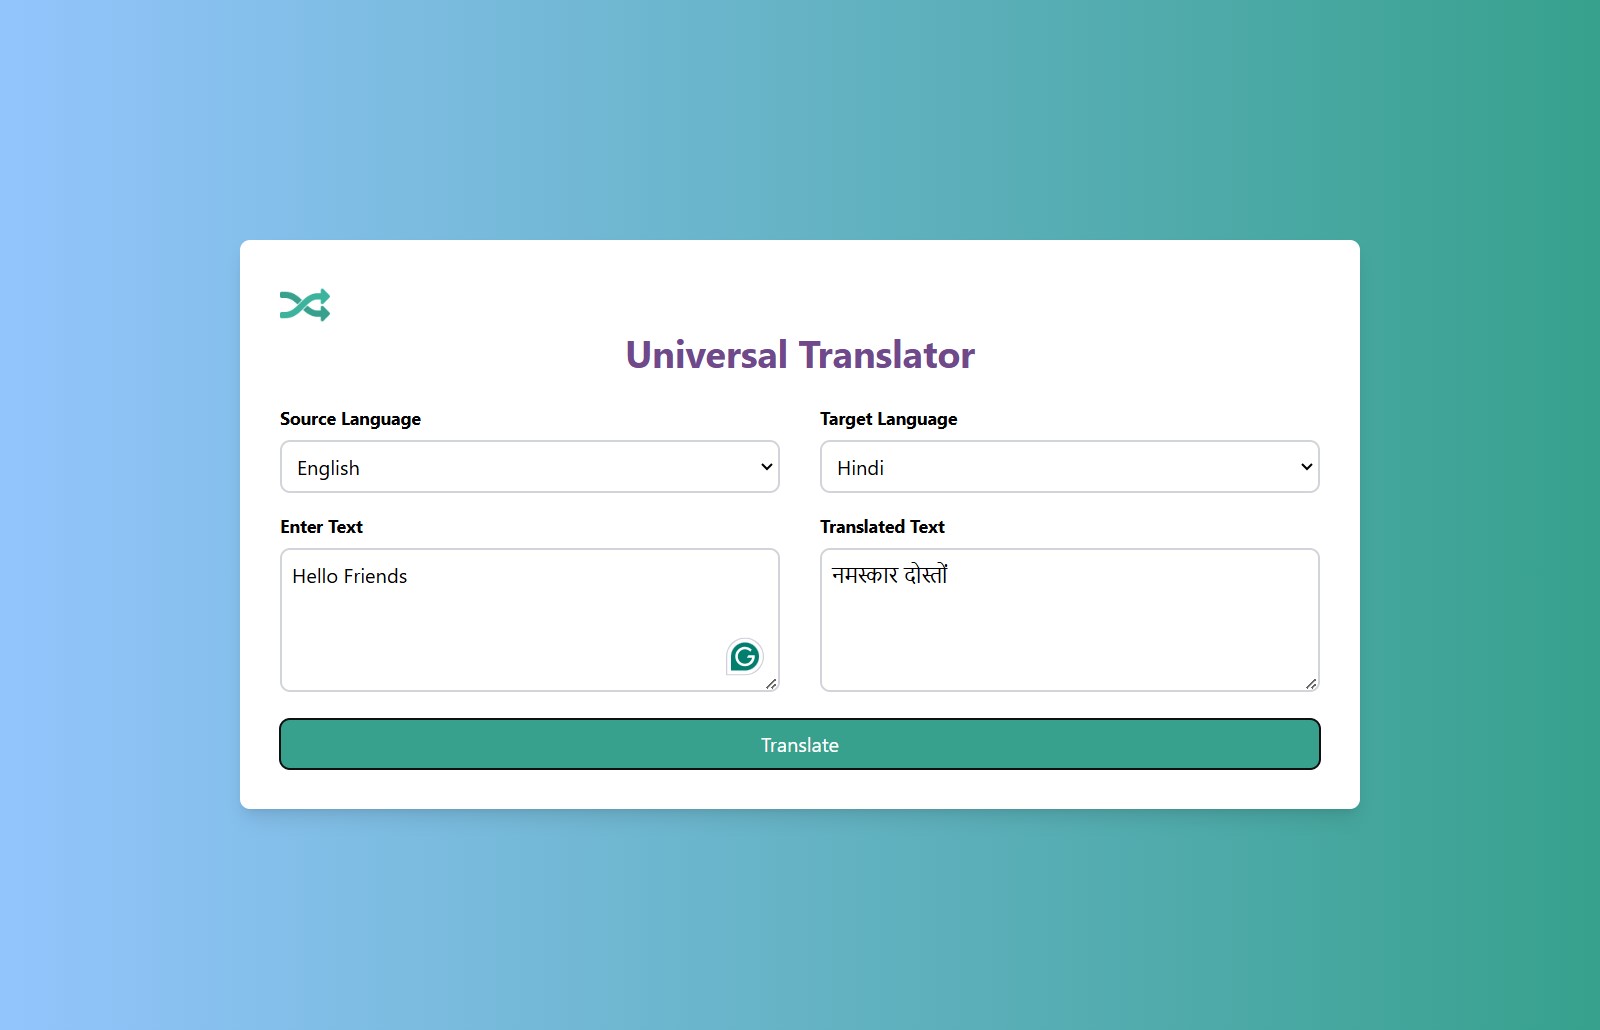 Universal Translator
Source Language
English
Target Language
Hindi
Enter Text
Hello Friends
Translated Text
नमस्कार दोस्तों
Translate